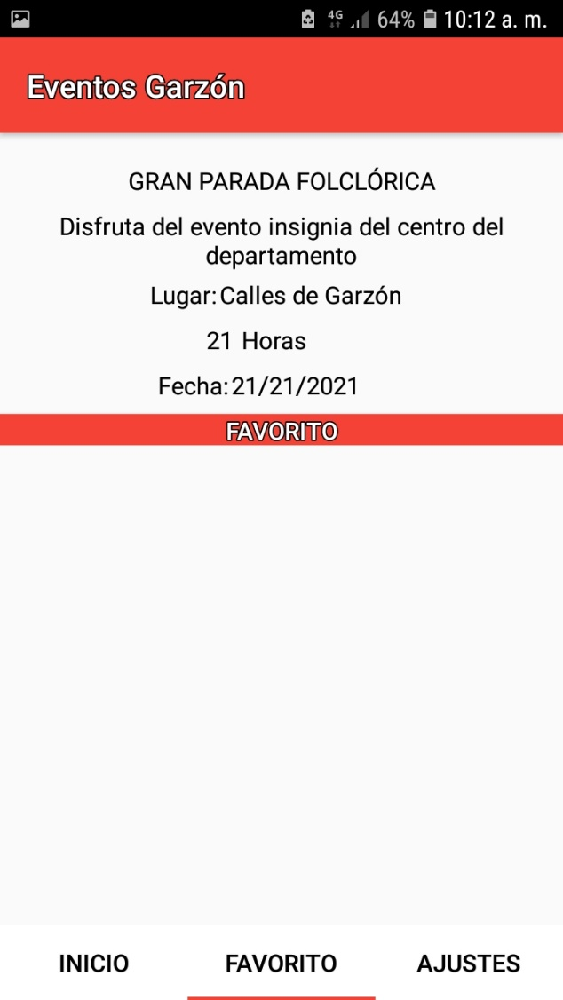 4G 64% 10:12 a. m.
Eventos Garzón
GRAN PARADA FOLCLÓRICA
Disfruta del evento insignia del centro del
departamento
Lugar: Calles de Garzón
21 Horas
Fecha: 21/21/2021
FAVORITO
INICIO FAVORITO AJUSTES